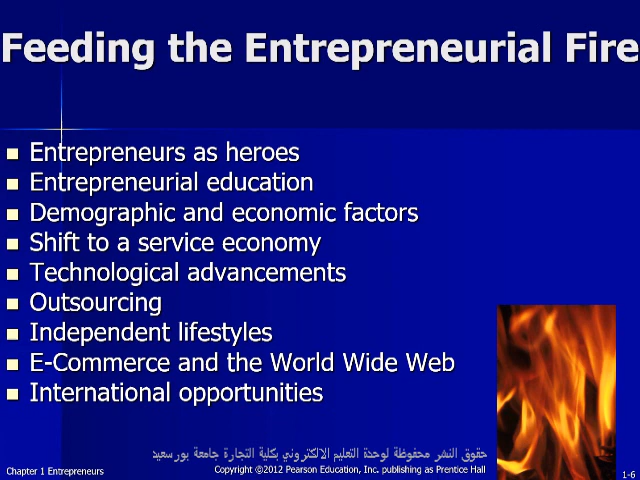 Feeding the Entrepreneurial Fire
Entrepreneurs as heroes
Entrepreneurial education
Demographic and economic factors
Shift to a service economy
Technological advancements
Outsourcing
Independent lifestyles
E-Commerce and the World Wide Web
International opportunities
حقوق النشر محفوظة لوحدة التعليم الالكتروني بكلية التجارة جامعة بورسعيد
Chapter 1 Entrepreneurs
Copyright ©2012 Pearson Education, Inc. publishing as Prentice Hall
1-6